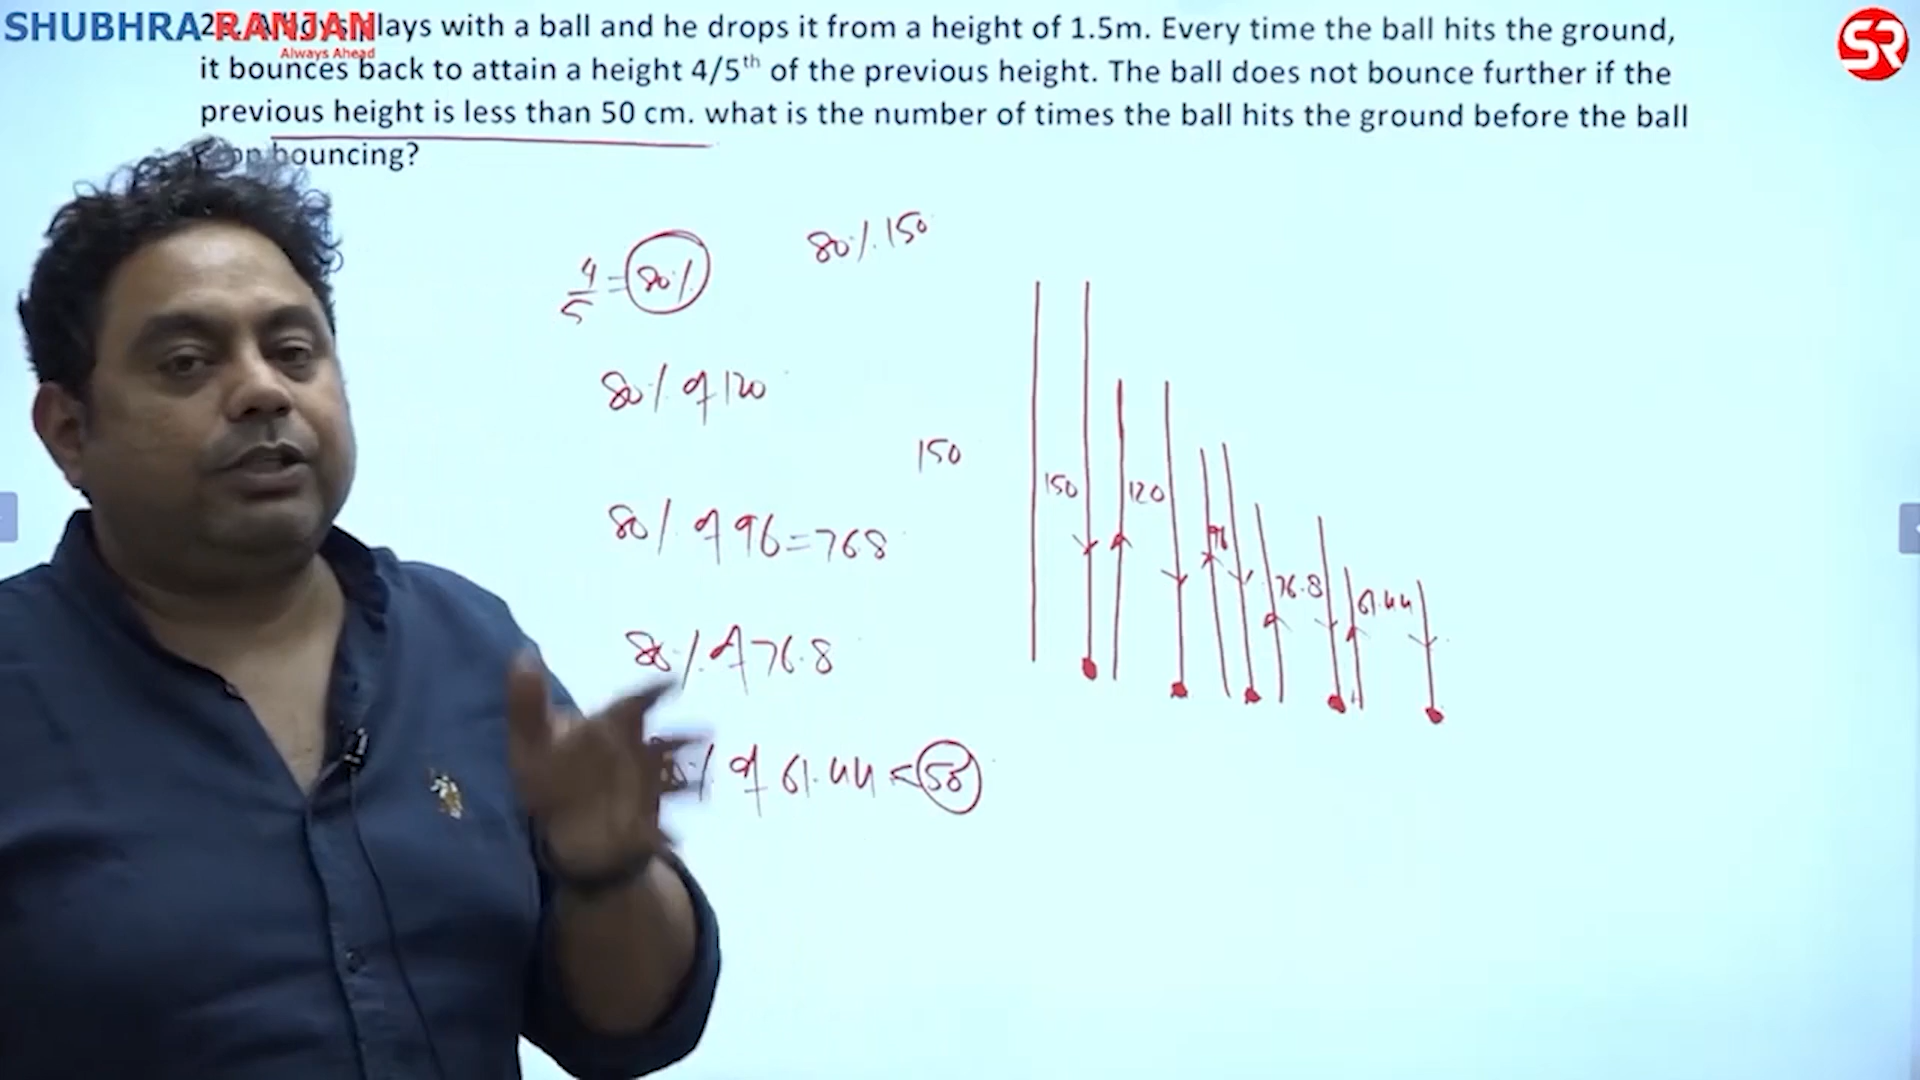 SHUBHRA RANJAN
Always Ahead
SR
plays with a ball and he drops it from a height of 1.5m. Every time the ball hits the ground,
it bounces back to attain a height 4/5th of the previous height. The ball does not bounce further if the
previous height is less than 50 cm. what is the number of times the ball hits the ground before the ball
bouncing?
4/5 = 80%
80% 150
80% of 120
150
150
120
96
76.8
61.44
80% of 96 = 76.8
80% of 76.8
% of 61.44 < 50